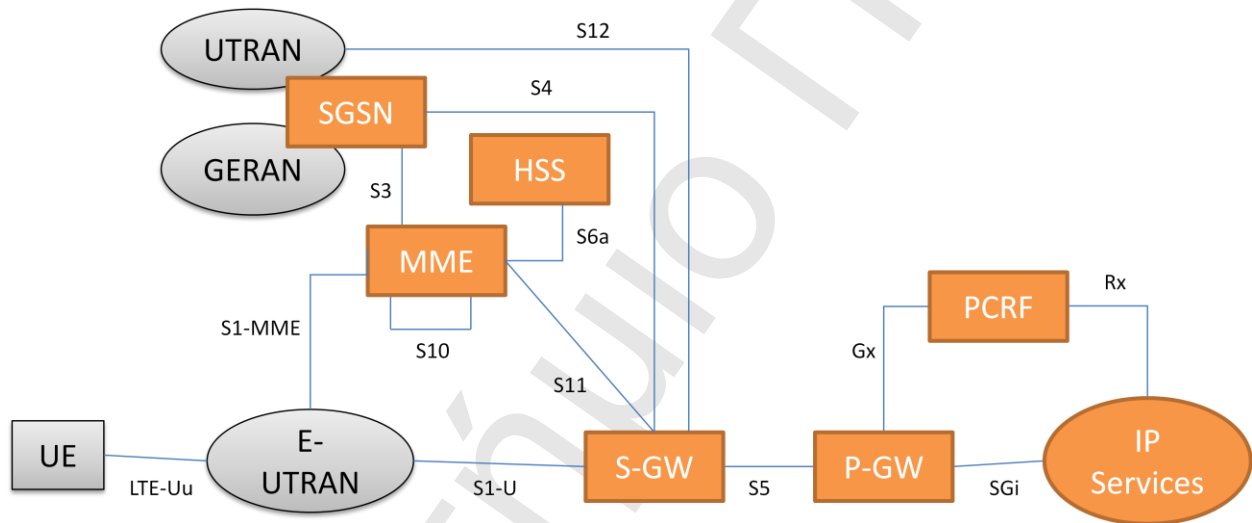 UTRAN
S12
SGSN
S4
GERAN
HSS
S3
S6a
MME
S1-MME
S10
PCRF
Rx
Gx
S11
UE
E-
UTRAN
S-GW
P-GW
IP
Services
LTE-Uu
S1-U
S5
SGi